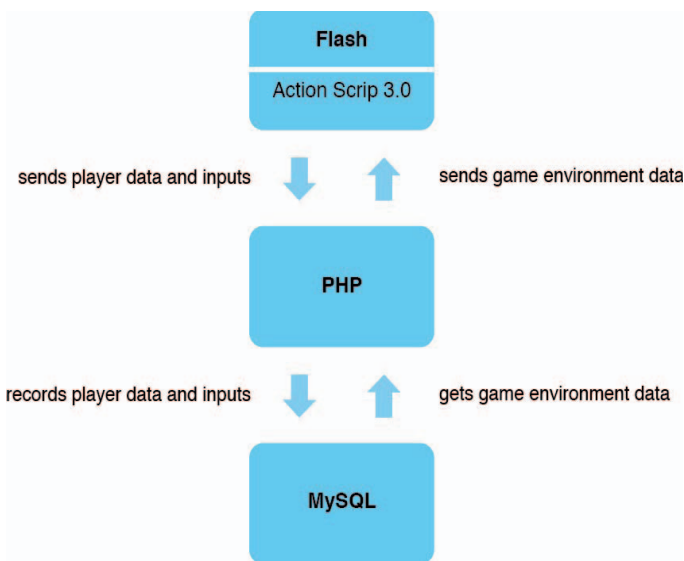 Flash
Action Scrip 3.0
sends player data and inputs
sends game environment data
PHP
records player data and inputs
gets game environment data
MySQL